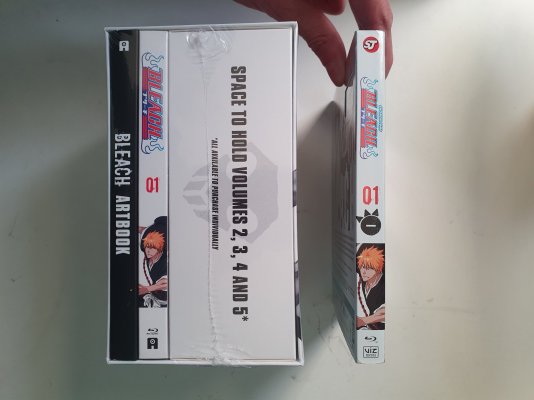 BLEACH ARTBOOK
BLEACH
01
SPACE TO HOLD VOLUMES 2, 3, 4 AND 5*
*ALL AVAILABLE TO PURCHASE INDIVIDUALLY
BLEACH
01